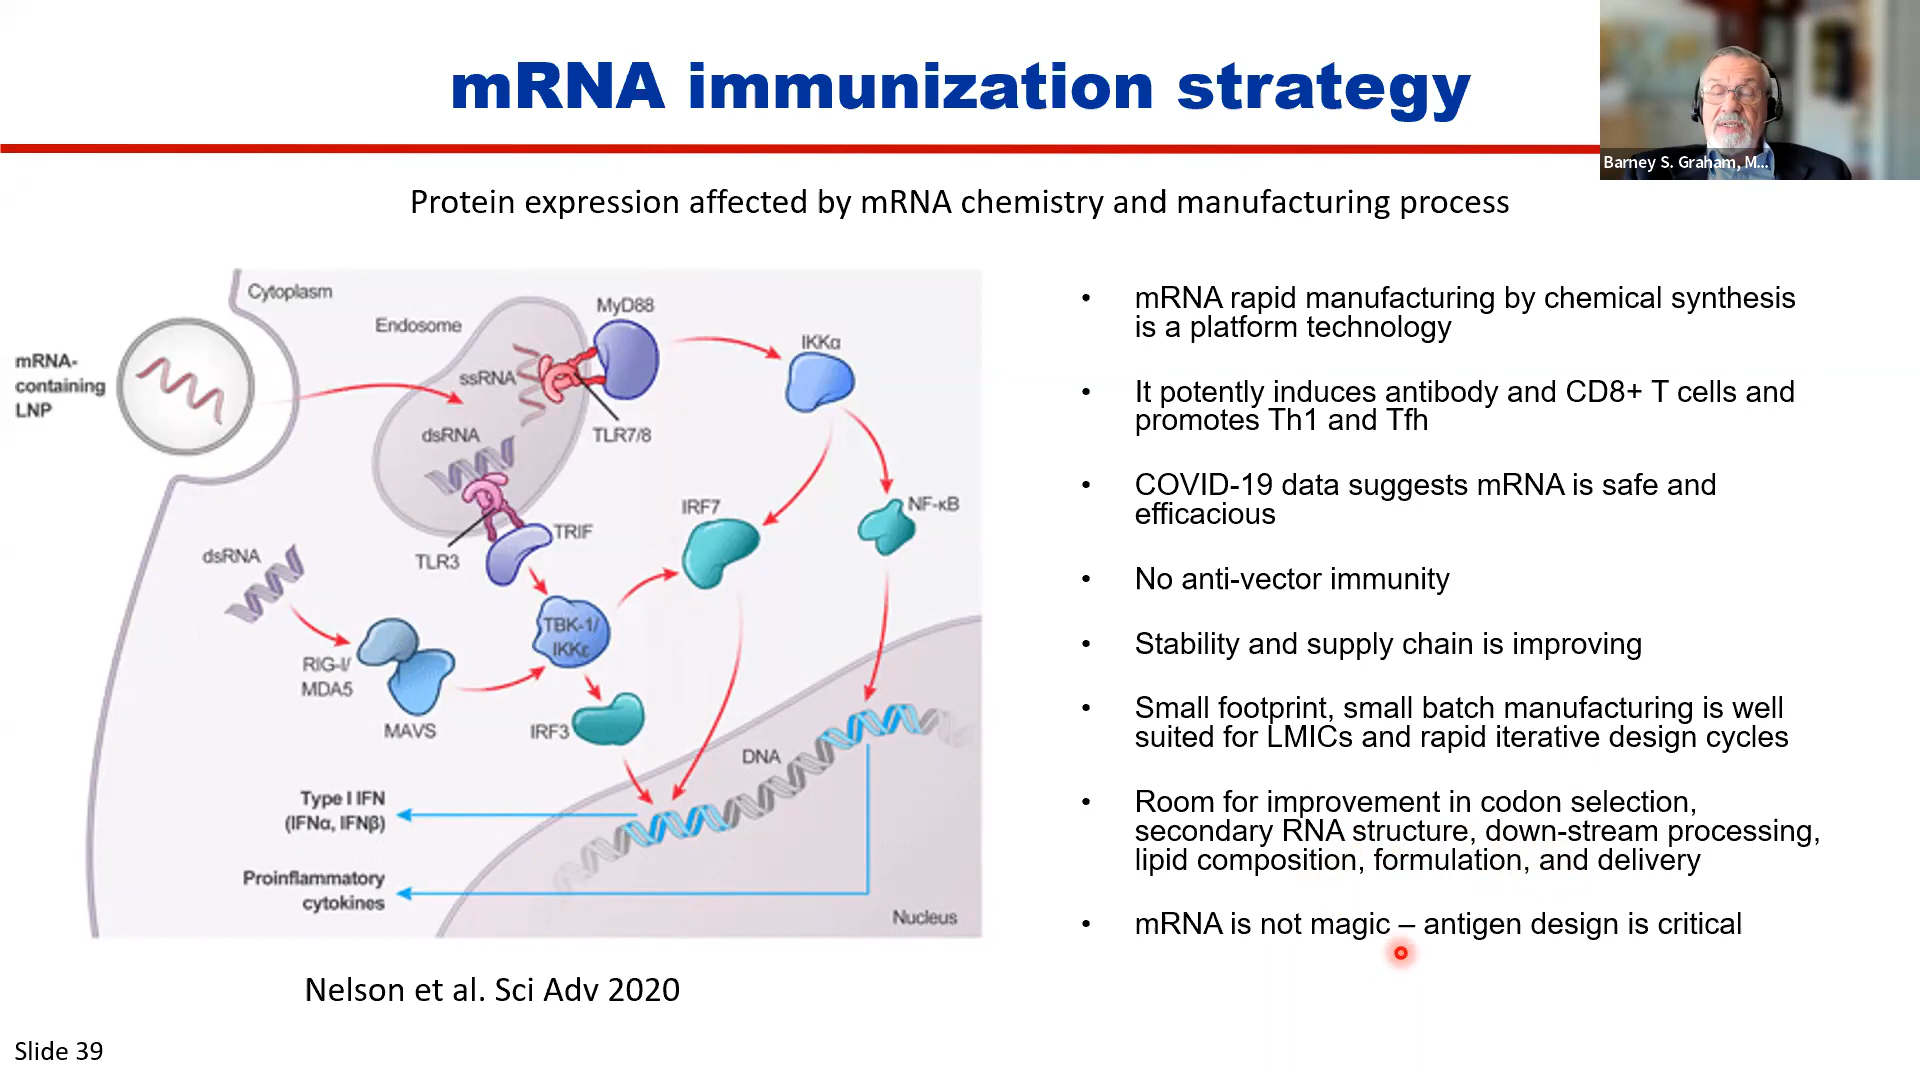 mRNA immunization strategy
Barney S. Graham, M...
Protein expression affected by mRNA chemistry and manufacturing process
Cytoplasm
Endosome
MyD88
IKKα
mRNA-
containing
LNP
ssRNA
TLR7/8
dsRNA
TLR3
TRIF
IRF7
NF-κB
dsRNA
RIG-I/
MDA5
MAVS
TBK-1/
IKKε
IRF3
DNA
Type I IFN
(IFNα, IFNβ)
Proinflammatory
cytokines
Nucleus
Nelson et al. Sci Adv 2020
• mRNA rapid manufacturing by chemical synthesis
is a platform technology
• It potently induces antibody and CD8+ T cells and
promotes Th1 and Tfh
• COVID-19 data suggests mRNA is safe and
efficacious
• No anti-vector immunity
• Stability and supply chain is improving
• Small footprint, small batch manufacturing is well
suited for LMICs and rapid iterative design cycles
• Room for improvement in codon selection,
secondary RNA structure, down-stream processing,
lipid composition, formulation, and delivery
• mRNA is not magic – antigen design is critical
Slide 39